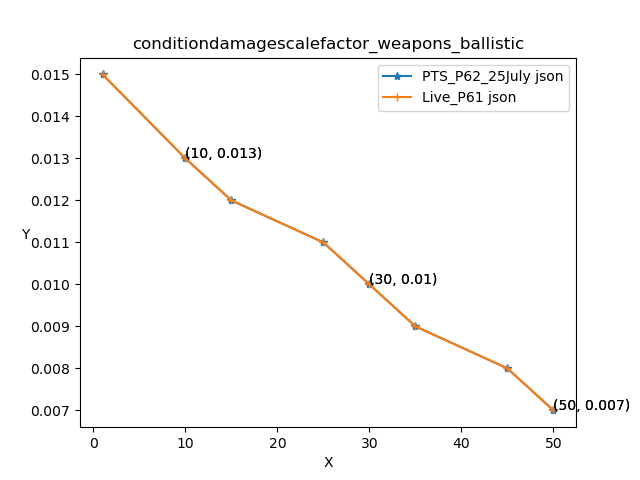 conditiondamagescalefactor_weapons_ballistic
PTS_P62_25July json
Live_P61 json
0.015
0.014
0.013
0.012
0.011
0.010
0.009
0.008
0.007
Y
(10, 0.013)
(30, 0.01)
(50, 0.007)
0 10 20 30 40 50
X